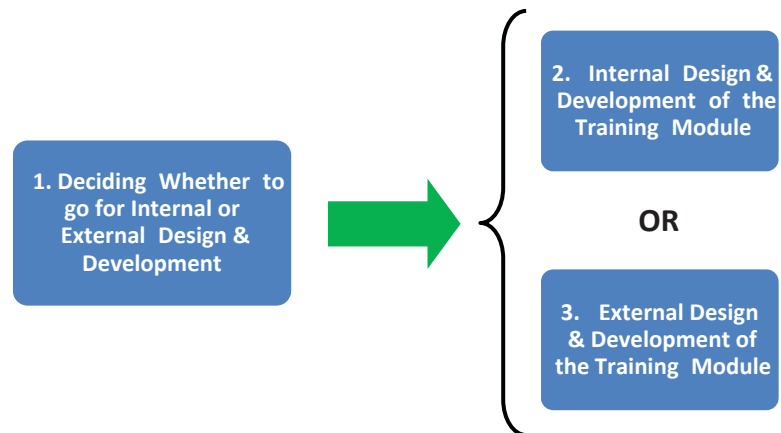 1. Deciding Whether to
go for Internal or
External Design &
Development
2. Internal Design &
Development of the
Training Module
OR
3. External Design
& Development of
the Training Module